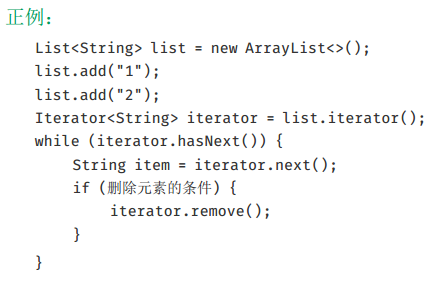 正例：
List<String> list = new ArrayList<>();
list.add("1");
list.add("2");
Iterator<String> iterator = list.iterator();
while (iterator.hasNext()) {
String item = iterator.next();
if (删除元素的条件) {
iterator.remove();
}
}